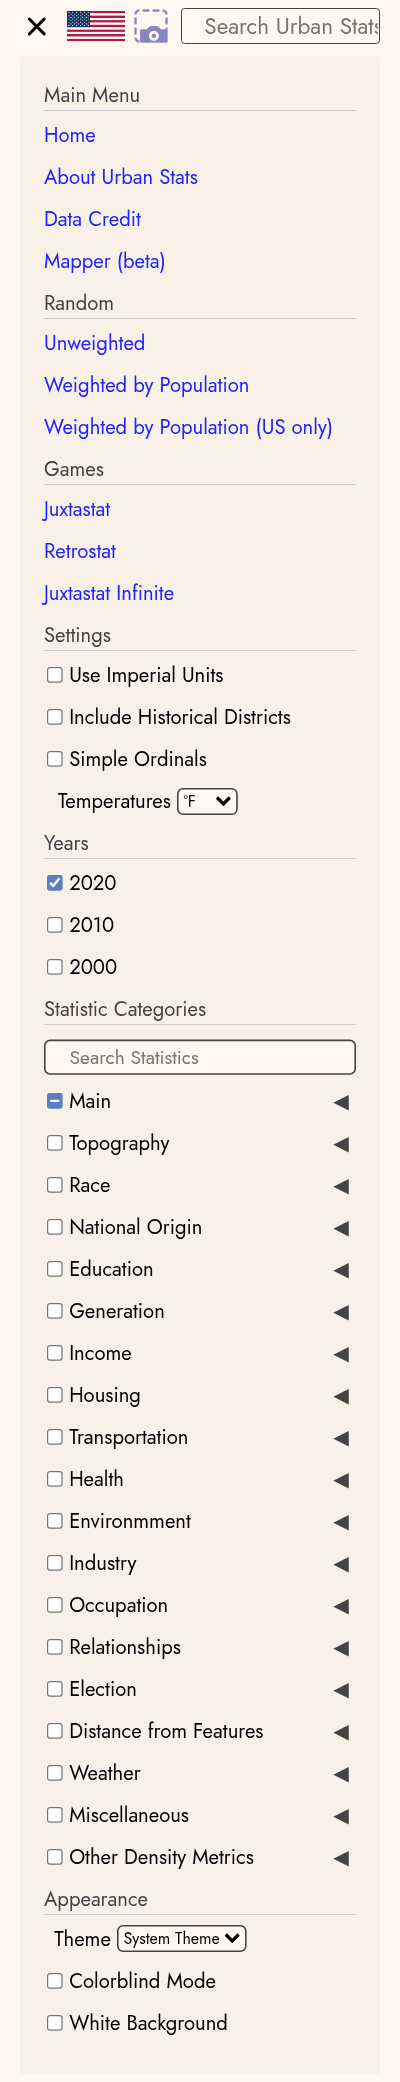 Search Urban Stats
Main Menu
Home
About Urban Stats
Data Credit
Mapper (beta)
Random
Unweighted
Weighted by Population
Weighted by Population (US only)
Games
Juxtastat
Retrostat
Juxtastat Infinite
Settings
Use Imperial Units
Include Historical Districts
Simple Ordinals
Temperatures °F
Years
2020
2010
2000
Statistic Categories
Search Statistics
Main
Topography
Race
National Origin
Education
Generation
Income
Housing
Transportation
Health
Environmment
Industry
Occupation
Relationships
Election
Distance from Features
Weather
Miscellaneous
Other Density Metrics
Appearance
Theme System Theme
Colorblind Mode
White Background